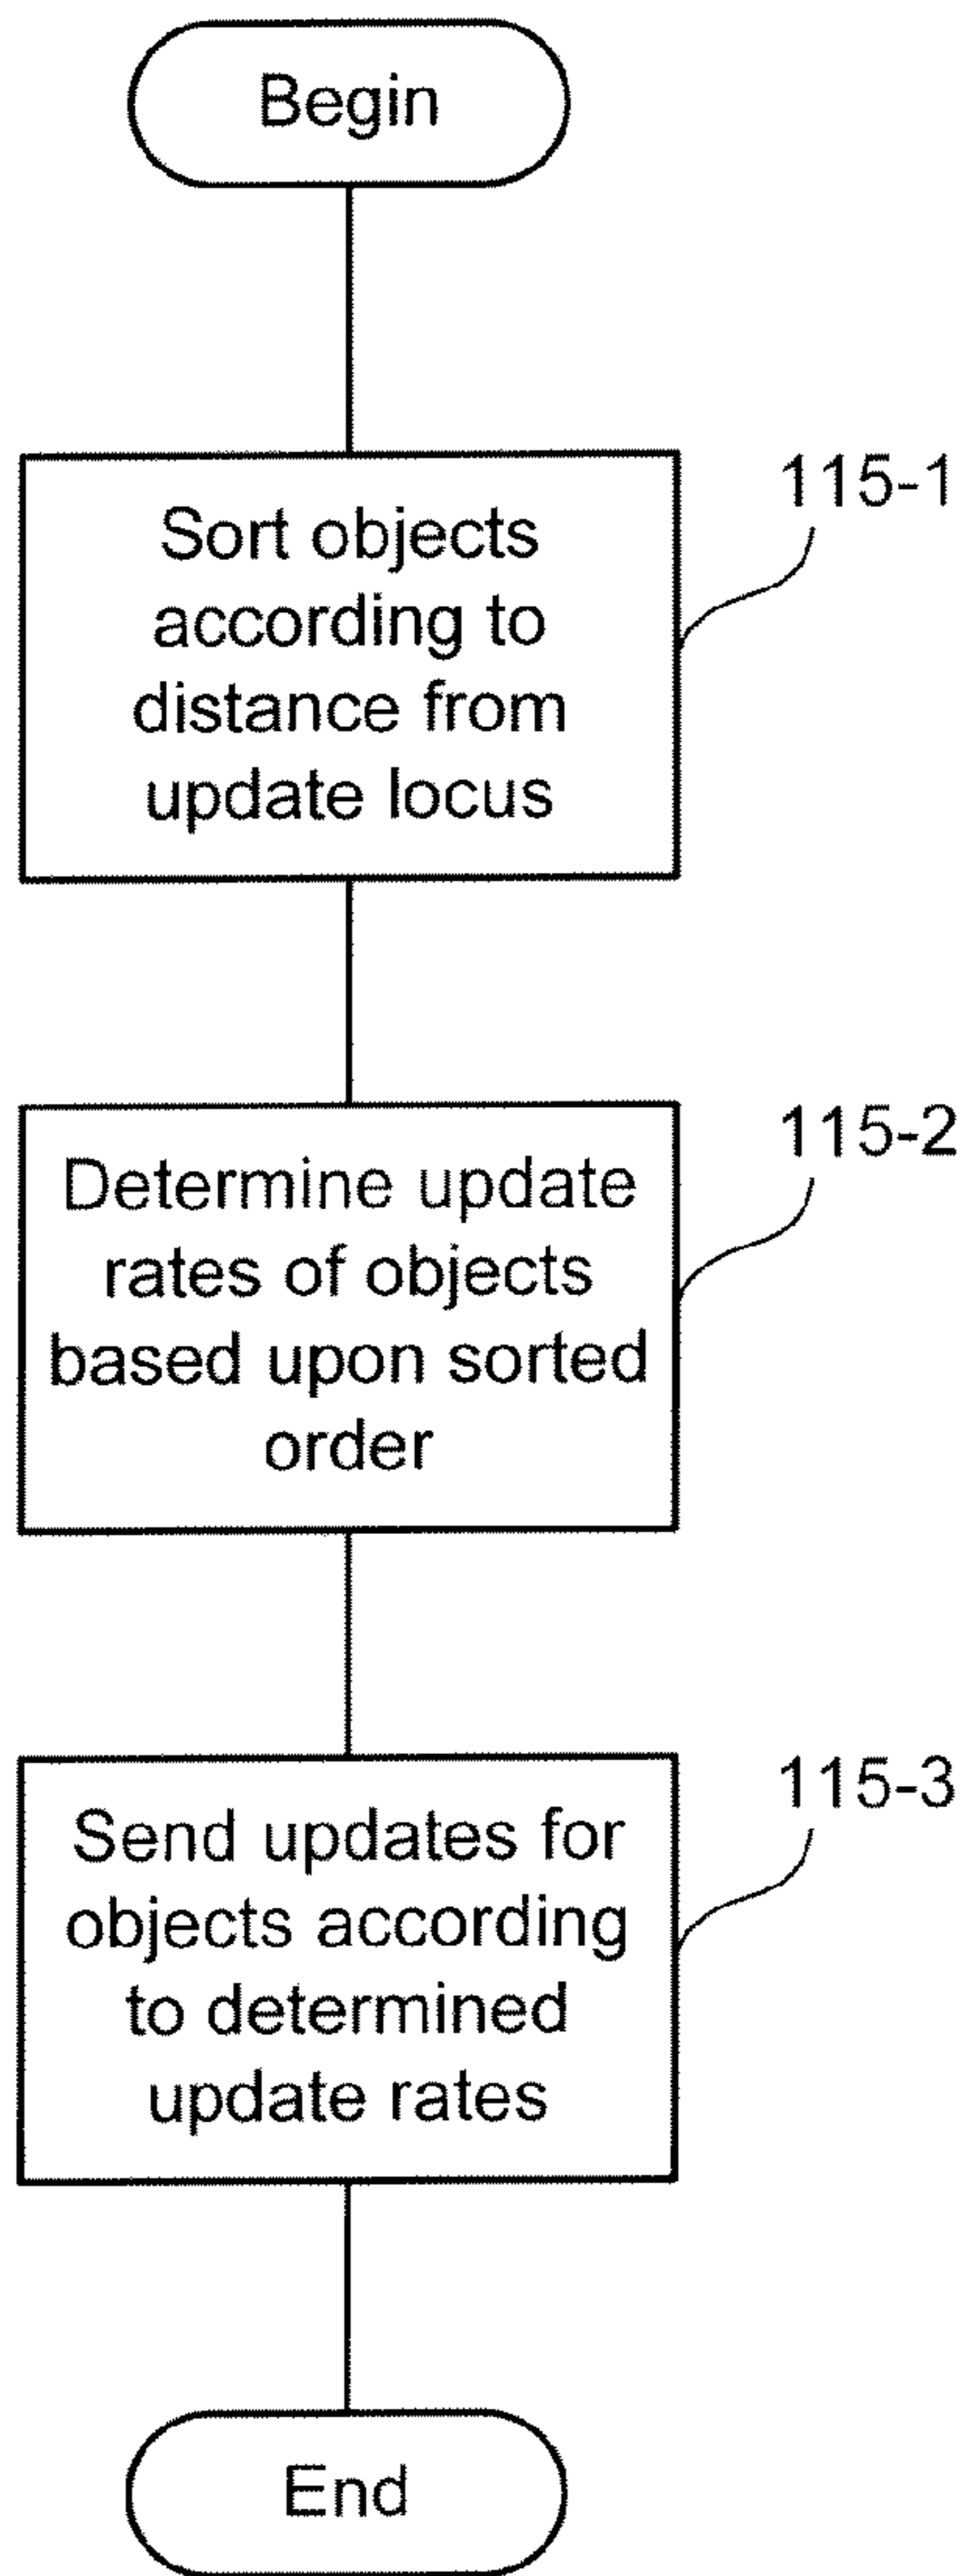 Begin
115-1
Sort objects
according to
distance from
update locus
115-2
Determine update
rates of objects
based upon sorted
order
115-3
Send updates for
objects according
to determined
update rates
End